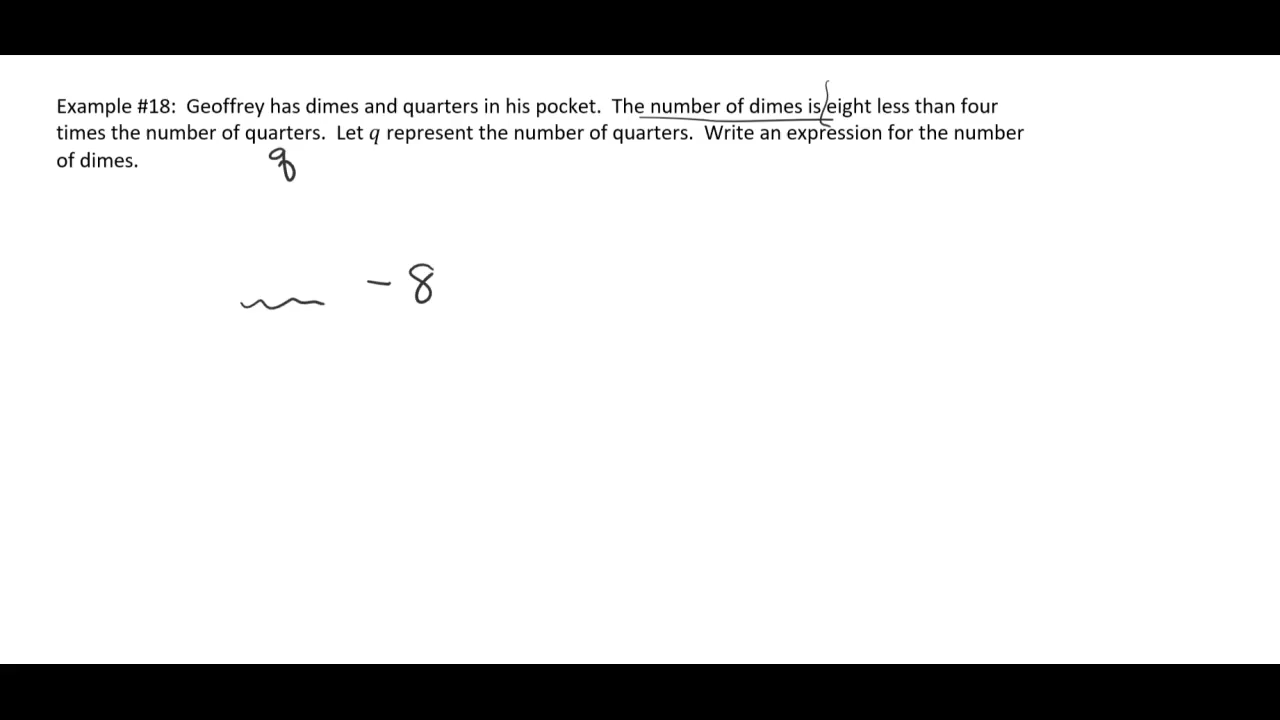 Example #18: Geoffrey has dimes and quarters in his pocket. The number of dimes is eight less than four
times the number of quarters. Let q represent the number of quarters. Write an expression for the number
of dimes.
q
- 8